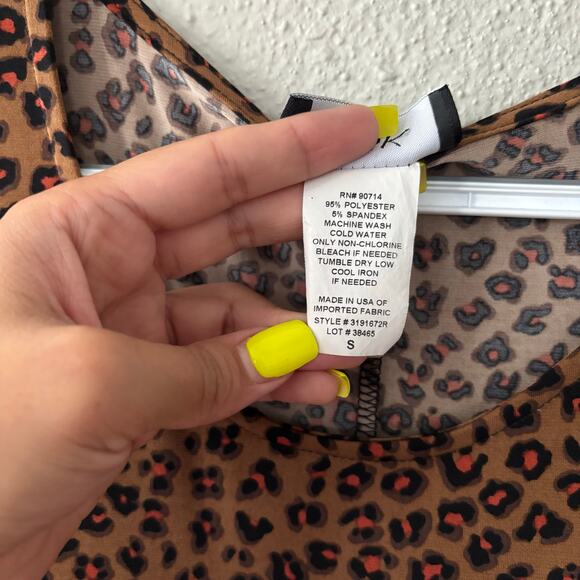 RN# 90714
95% POLYESTER
5% SPANDEX
MACHINE WASH
COLD WATER
ONLY NON-CHLORINE
BLEACH IF NEEDED
TUMBLE DRY LOW
COOL IRON
IF NEEDED
MADE IN USA OF
IMPORTED FABRIC
STYLE # 3191672R
LOT # 38465
S